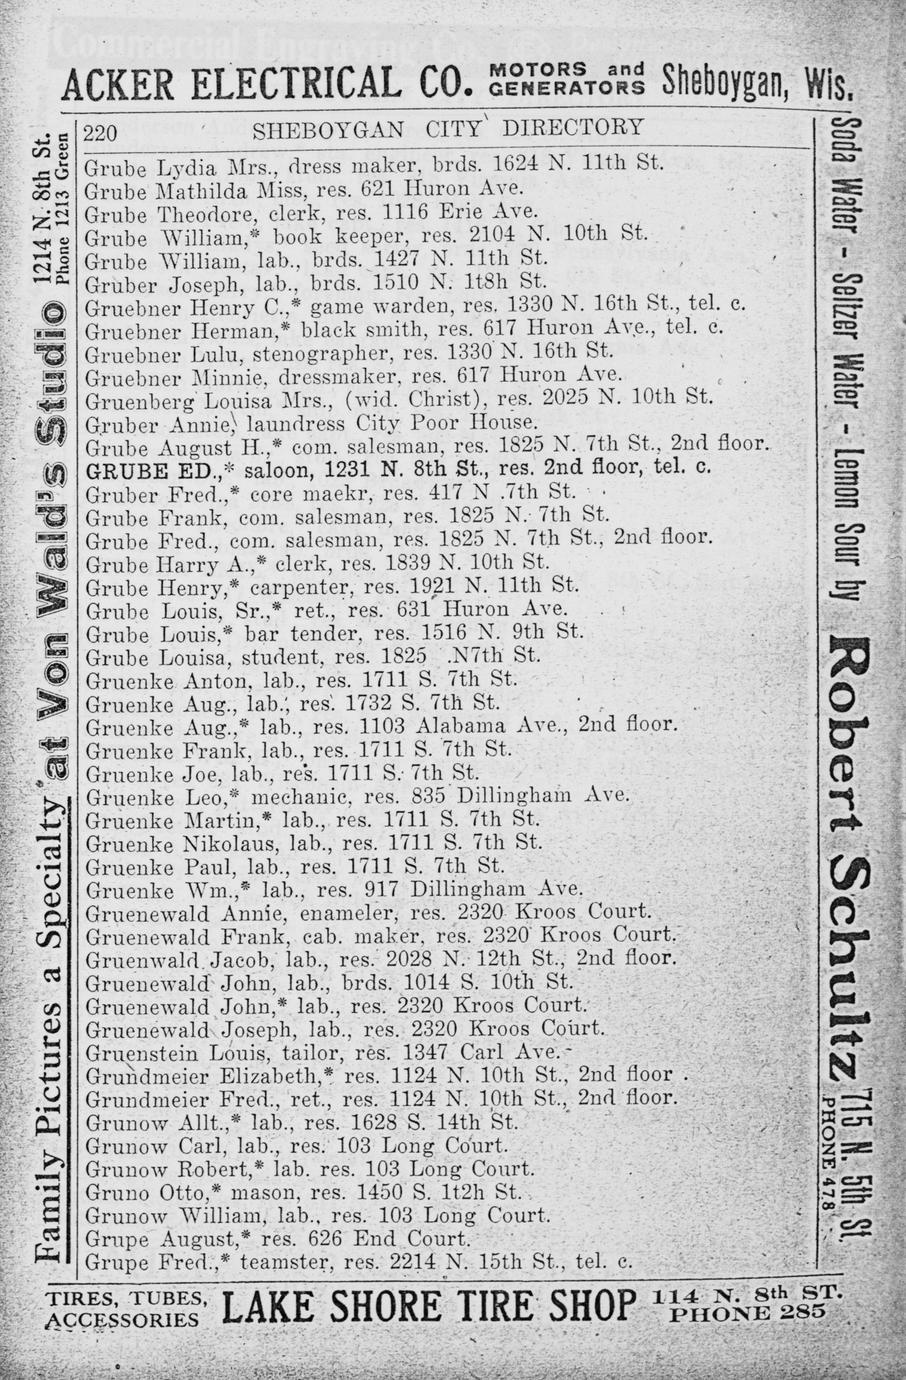 ACKER ELECTRICAL CO. MOTORS and GENERATORS Sheboygan, Wis.
220 SHEBOYGAN CITY DIRECTORY
Grube Lydia Mrs., dress maker, brds. 1624 N. 11th St.
Grube Mathilda Miss, res. 621 Huron Ave.
Grube Theodore, clerk, res. 1116 Erie Ave.
Grube William,* book keeper, res. 2104 N. 10th St.
Grube William, lab., brds. 1427 N. 11th St.
Gruber Joseph, lab., brds. 1510 N. 1t8h St.
Gruebner Henry C.,* game warden, res. 1330 N. 16th St., tel. c.
Gruebner Herman,* black smith, res. 617 Huron Ave., tel. c.
Gruebner Lulu, stenographer, res. 1330 N. 16th St.
Gruebner Minnie, dressmaker, res. 617 Huron Ave.
Gruenberg Louisa Mrs., (wid. Christ), res. 2025 N. 10th St.
Gruber Annie, laundress City Poor House.
Grube August H.,* com. salesman, res. 1825 N. 7th St., 2nd floor.
GRUBE ED.,* saloon, 1231 N. 8th St., res. 2nd floor, tel. c.
Gruber Fred.,* core maekr, res. 417 N .7th St.
Grube Frank, com. salesman, res. 1825 N. 7th St.
Grube Fred., com. salesman, res. 1825 N. 7th St., 2nd floor.
Grube Harry A.,* clerk, res. 1839 N. 10th St.
Grube Henry,* carpenter, res. 1921 N. 11th St.
Grube Louis, Sr.,* ret., res. 631 Huron Ave.
Grube Louis,* bar tender, res. 1516 N. 9th St.
Grube Louisa, student, res. 1825 .N7th St.
Gruenke Anton, lab., res. 1711 S. 7th St.
Gruenke Aug., lab., res. 1732 S. 7th St.
Gruenke Aug.,* lab., res. 1103 Alabama Ave., 2nd floor.
Gruenke Frank, lab., res. 1711 S. 7th St.
Gruenke Joe, lab., res. 1711 S. 7th St.
Gruenke Leo,* mechanic, res. 835 Dillingham Ave.
Gruenke Martin,* lab., res. 1711 S. 7th St.
Gruenke Nikolaus, lab., res. 1711 S. 7th St.
Gruenke Paul, lab., res. 1711 S. 7th St.
Gruenke Wm.,* lab., res. 917 Dillingham Ave.
Gruenewald Annie, enameler, res. 2320 Kroos Court.
Gruenewald Frank, cab. maker, res. 2320 Kroos Court.
Gruenwald Jacob, lab., res. 2028 N. 12th St., 2nd floor.
Gruenewald John, lab., brds. 1014 S. 10th St.
Gruenewald John,* lab., res. 2320 Kroos Court.
Gruenewald Joseph, lab., res. 2320 Kroos Court.
Gruenstein Louis, tailor, res. 1347 Carl Ave.
Grundmeier Elizabeth,* res. 1124 N. 10th St., 2nd floor .
Grundmeier Fred., ret., res. 1124 N. 10th St., 2nd floor.
Grunow Allt.,* lab., res. 1628 S. 14th St.
Grunow Carl, lab., res. 103 Long Court.
Grunow Robert,* lab. res. 103 Long Court.
Gruno Otto,* mason, res. 1450 S. 1t2h St.
Grunow William, lab., res. 103 Long Court.
Grupe August,* res. 626 End Court.
Grupe Fred.,* teamster, res. 2214 N. 15th St., tel. c.
Family Pictures a Specialty at Von Wald's Studio 1214 N. 8th St. Phone 1213 Green
Soda Water - Seltzer Water - Lemon Sour by Robert Schultz 715 N. 5th St. PHONE 478
TIRES, TUBES, ACCESSORIES LAKE SHORE TIRE SHOP 114 N. 8th ST. PHONE 285